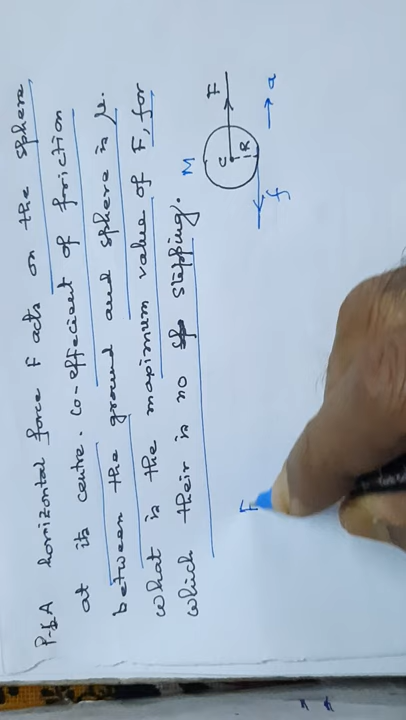 P-1 A horizontal force F acts on the sphere
at its centre. Co-effecient of friction
between the ground and sphere is μ.
What is the maximum value of F, for
which their is no slipping.
M
F
C
R
f
a
F